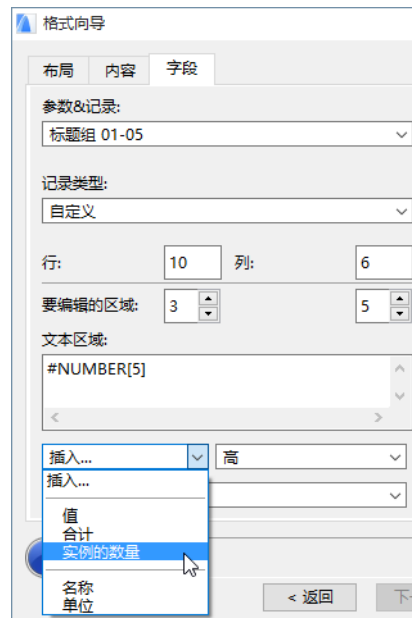 格式向导
布局 内容 字段
参数&记录:
标题组 01-05
记录类型:
自定义
行: 10 列: 6
要编辑的区域: 3 5
文本区域:
#NUMBER[5]
插入... 高
插入...
值
合计
实例的数量
名称
单位
< 返回